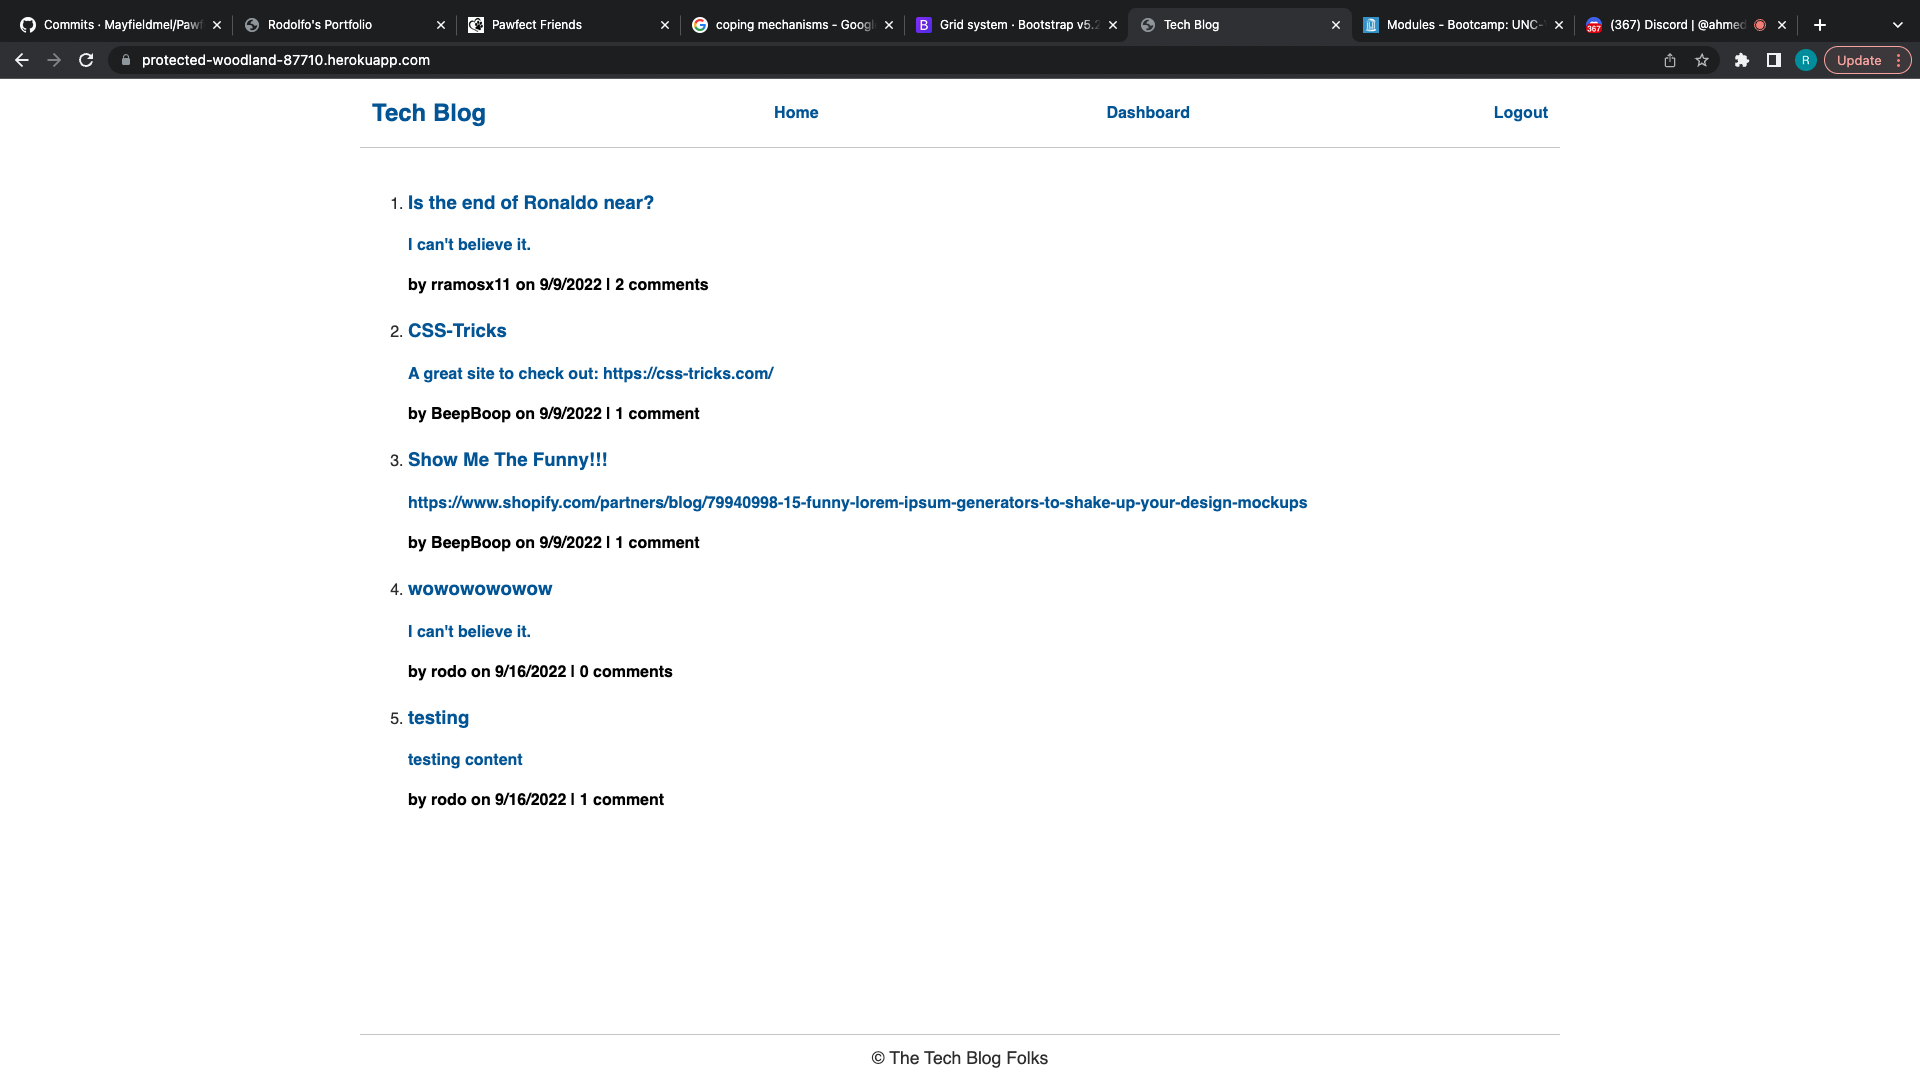 Commits · Mayfieldmel/Pawf
Rodolfo's Portfolio
Pawfect Friends
coping mechanisms - Googl
Grid system · Bootstrap v5.2
Tech Blog
Modules - Bootcamp: UNC-
(367) Discord | @ahmed
protected-woodland-87710.herokuapp.com
R
Update
Tech Blog
Home
Dashboard
Logout
1. Is the end of Ronaldo near?
I can't believe it.
by rramosx11 on 9/9/2022 | 2 comments
2. CSS-Tricks
A great site to check out: https://css-tricks.com/
by BeepBoop on 9/9/2022 | 1 comment
3. Show Me The Funny!!!
https://www.shopify.com/partners/blog/79940998-15-funny-lorem-ipsum-generators-to-shake-up-your-design-mockups
by BeepBoop on 9/9/2022 | 1 comment
4. wowowowowow
I can't believe it.
by rodo on 9/16/2022 | 0 comments
5. testing
testing content
by rodo on 9/16/2022 | 1 comment
© The Tech Blog Folks